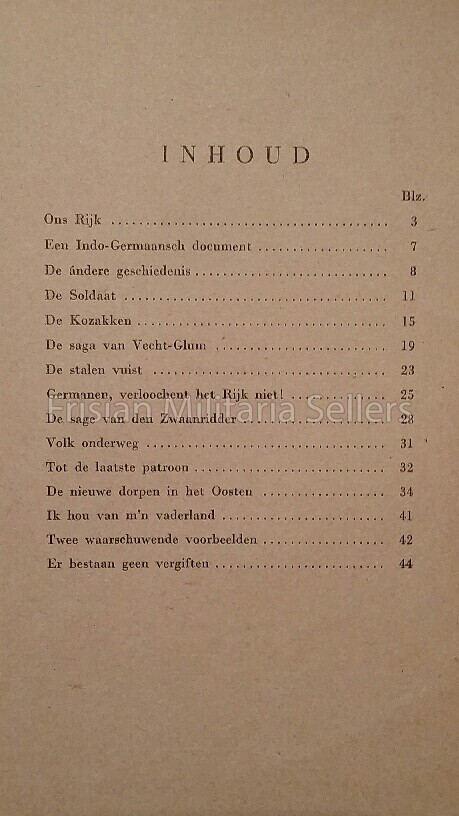 INHOUD
Blz.
Ons Rijk ........................................ 3
Een Indo-Germaansch document ................... 7
De ándere geschiedenis ............................ 8
De Soldaat ...................................... 11
De Kozakken .................................... 15
De saga van Vecht-Glum ......................... 19
De stalen vuist ................................... 23
Germanen, verloochent het Rijk niet! .............. 25
Frisian Militaria Sellers
De sage van den Zwaanridder ..................... 28
Volk onderweg ................................... 31
Tot de laatste patroon ............................ 32
De nieuwe dorpen in het Oosten .................. 34
Ik hou van m'n vaderland ........................ 41
Twee waarschuwende voorbeelden .................. 42
Er bestaan geen vergiften ......................... 44